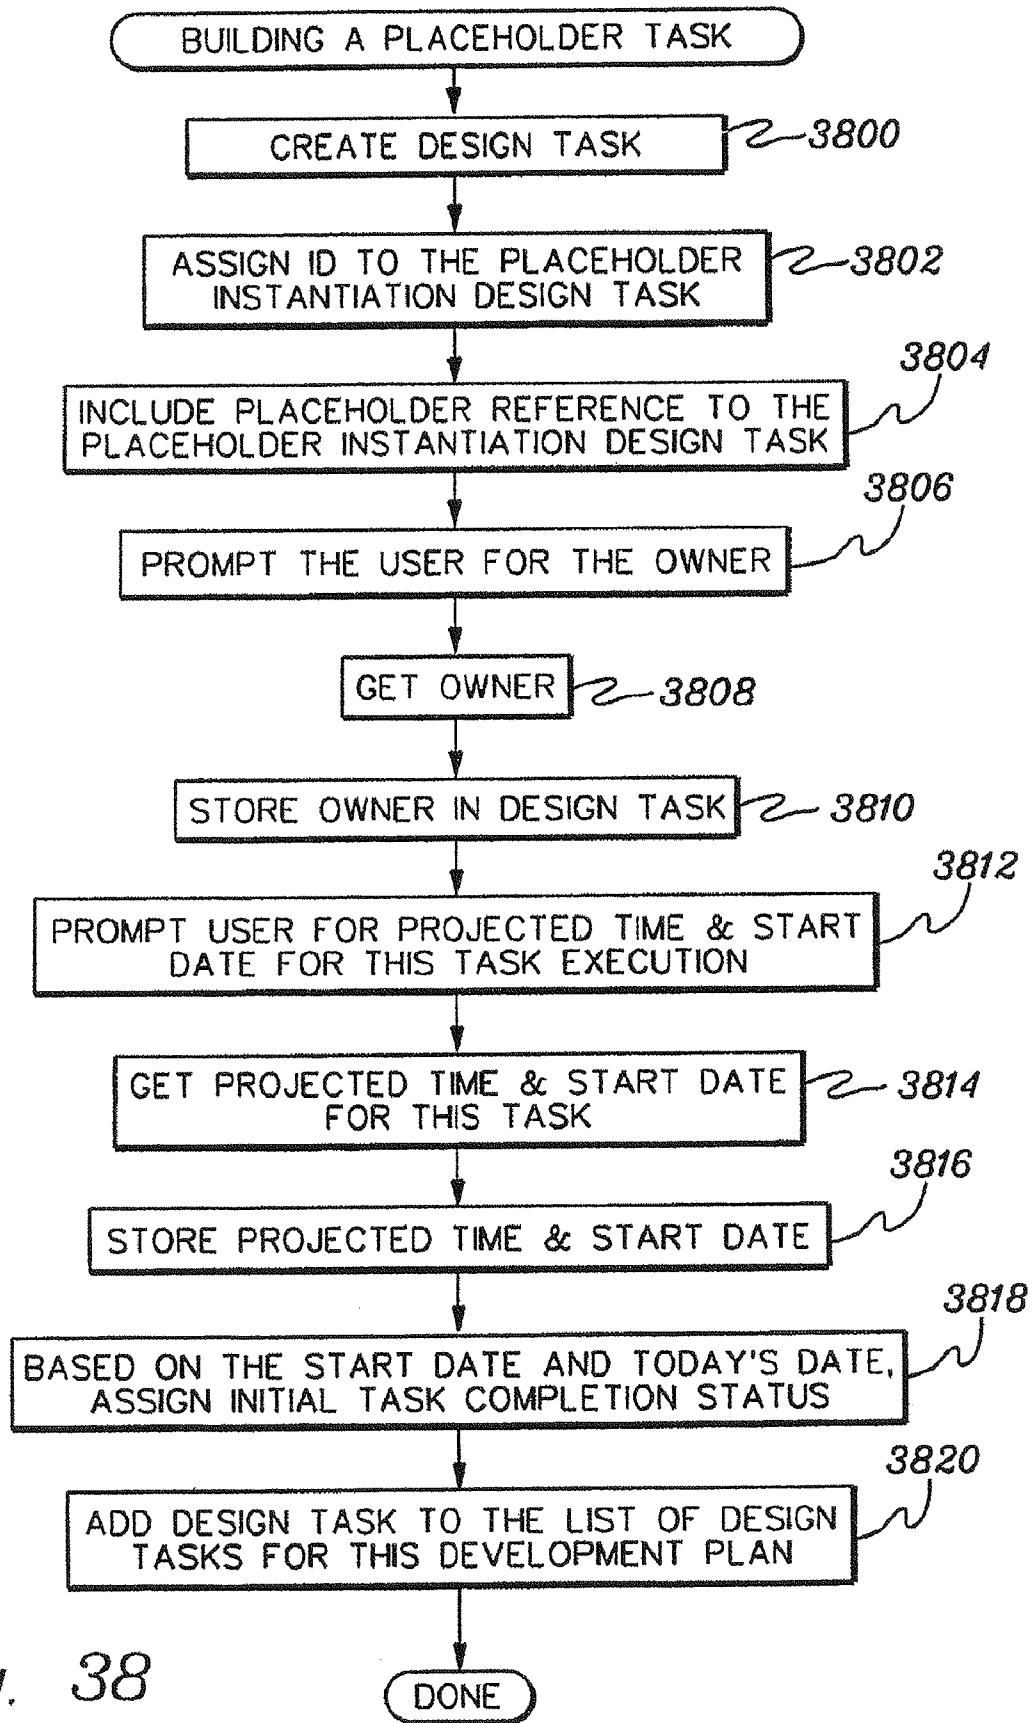 BUILDING A PLACEHOLDER TASK
CREATE DESIGN TASK
3800
ASSIGN ID TO THE PLACEHOLDER
INSTANTIATION DESIGN TASK
3802
3804
INCLUDE PLACEHOLDER REFERENCE TO THE
PLACEHOLDER INSTANTIATION DESIGN TASK
3806
PROMPT THE USER FOR THE OWNER
GET OWNER
3808
STORE OWNER IN DESIGN TASK
3810
3812
PROMPT USER FOR PROJECTED TIME & START
DATE FOR THIS TASK EXECUTION
GET PROJECTED TIME & START DATE
FOR THIS TASK
3814
3816
STORE PROJECTED TIME & START DATE
3818
BASED ON THE START DATE AND TODAY'S DATE,
ASSIGN INITIAL TASK COMPLETION STATUS
3820
ADD DESIGN TASK TO THE LIST OF DESIGN
TASKS FOR THIS DEVELOPMENT PLAN
38
DONE